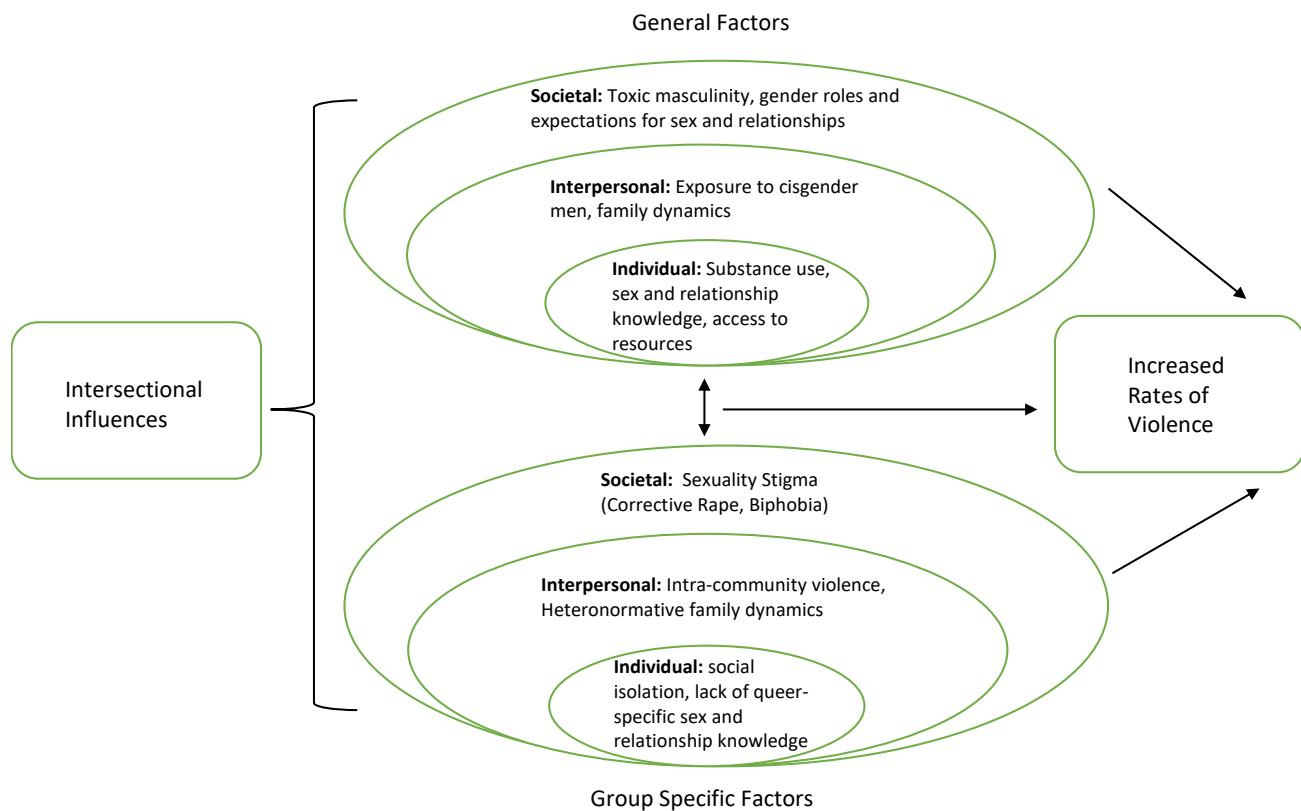 General Factors
Societal: Toxic masculinity, gender roles and
expectations for sex and relationships
Interpersonal: Exposure to cisgender
men, family dynamics
Individual: Substance use,
sex and relationship
knowledge, access to
resources
Intersectional
Influences
Increased
Rates of
Violence
Societal:  Sexuality Stigma
(Corrective Rape, Biphobia)
Interpersonal: Intra-community violence,
Heteronormative family dynamics
Individual: social
isolation, lack of queer-
specific sex and
relationship knowledge
Group Specific Factors